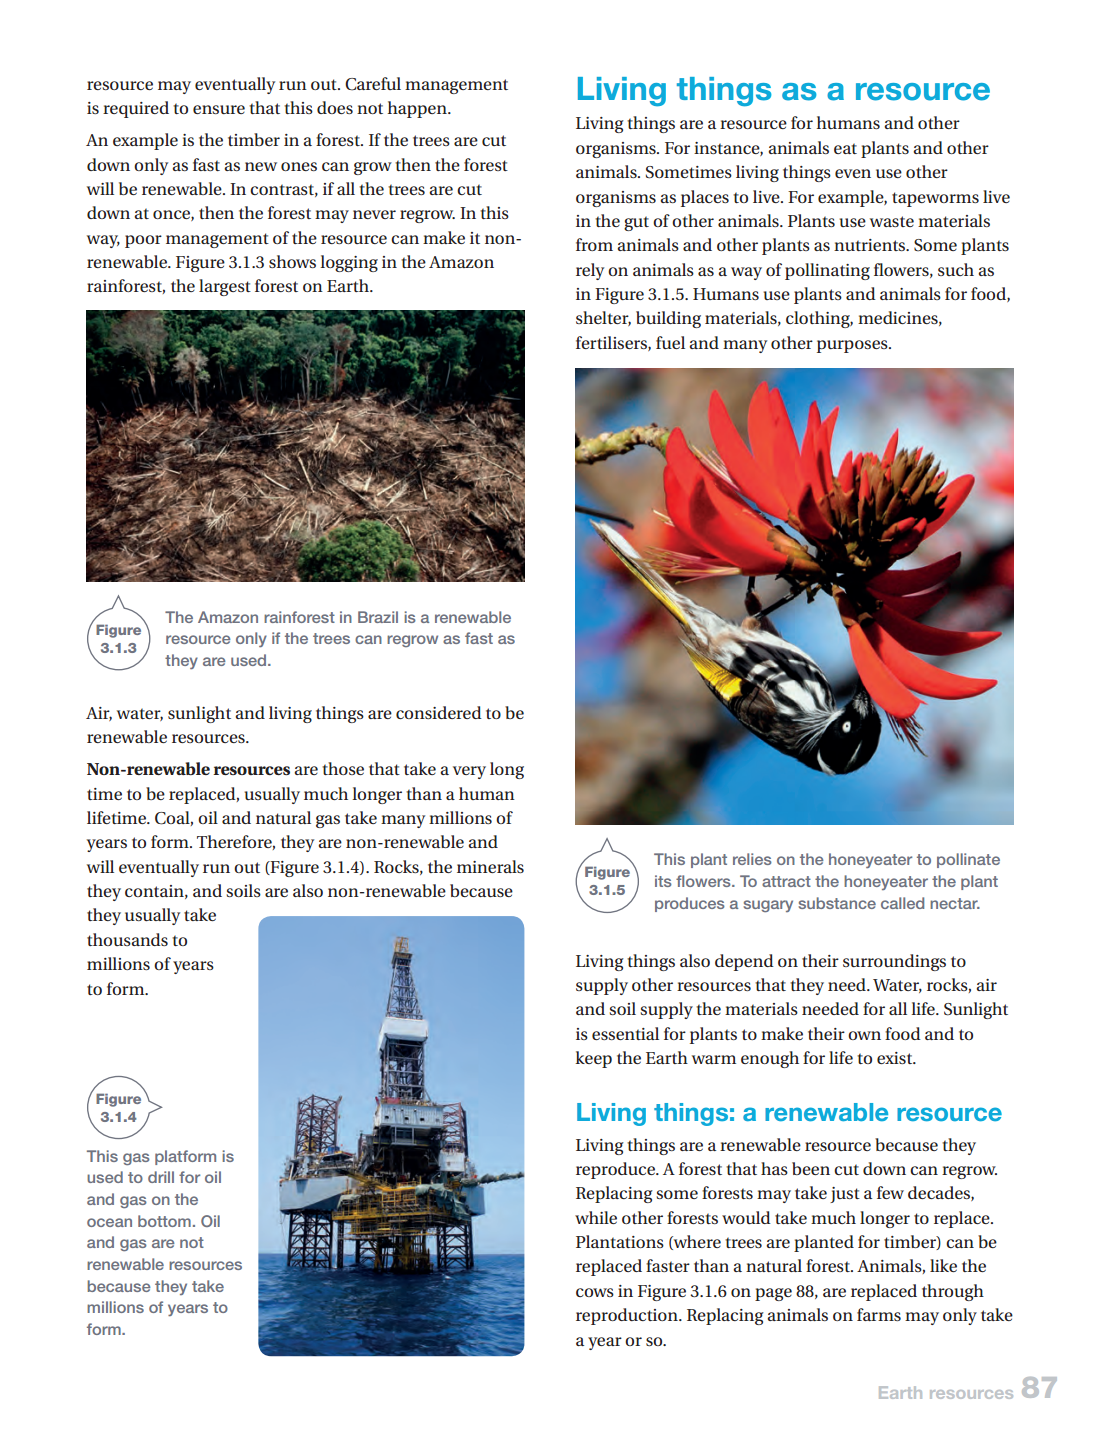 resource may eventually run out. Careful management
is required to ensure that this does not happen.
An example is the timber in a forest. If the trees are cut
down only as fast as new ones can grow then the forest
will be renewable. In contrast, if all the trees are cut
down at once, then the forest may never regrow. In this
way, poor management of the resource can make it non-
renewable. Figure 3.1.3 shows logging in the Amazon
rainforest, the largest forest on Earth.
Figure
3.1.3
The Amazon rainforest in Brazil is a renewable
resource only if the trees can regrow as fast as
they are used.
Air, water, sunlight and living things are considered to be
renewable resources.
Non-renewable resources are those that take a very long
time to be replaced, usually much longer than a human
lifetime. Coal, oil and natural gas take many millions of
years to form. Therefore, they are non-renewable and
will eventually run out (Figure 3.1.4). Rocks, the minerals
they contain, and soils are also non-renewable because
they usually take
thousands to
millions of years
to form.
Figure
3.1.4
This gas platform is
used to drill for oil
and gas on the
ocean bottom. Oil
and gas are not
renewable resources
because they take
millions of years to
form.
Living things as a resource
Living things are a resource for humans and other
organisms. For instance, animals eat plants and other
animals. Sometimes living things even use other
organisms as places to live. For example, tapeworms live
in the gut of other animals. Plants use waste materials
from animals and other plants as nutrients. Some plants
rely on animals as a way of pollinating flowers, such as
in Figure 3.1.5. Humans use plants and animals for food,
shelter, building materials, clothing, medicines,
fertilisers, fuel and many other purposes.
Figure
3.1.5
This plant relies on the honeyeater to pollinate
its flowers. To attract the honeyeater the plant
produces a sugary substance called nectar.
Living things also depend on their surroundings to
supply other resources that they need. Water, rocks, air
and soil supply the materials needed for all life. Sunlight
is essential for plants to make their own food and to
keep the Earth warm enough for life to exist.
Living things: a renewable resource
Living things are a renewable resource because they
reproduce. A forest that has been cut down can regrow.
Replacing some forests may take just a few decades,
while other forests would take much longer to replace.
Plantations (where trees are planted for timber) can be
replaced faster than a natural forest. Animals, like the
cows in Figure 3.1.6 on page 88, are replaced through
reproduction. Replacing animals on farms may only take
a year or so.
Earth resources 87